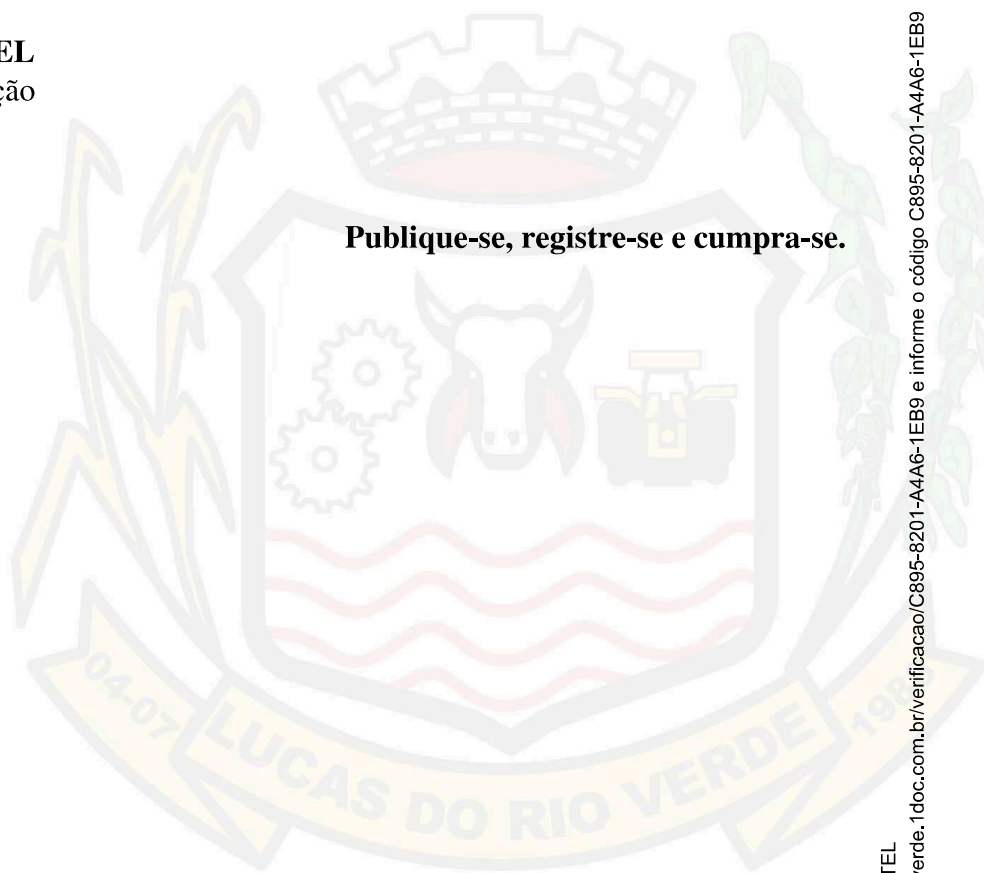 EL
ção
Publique-se, registre-se e cumpra-se.
04-07
LUCAS DO RIO VERDE
1988
TEL
verde.1doc.com.br/verificacao/C895-8201-A4A6-1EB9 e informe o código C895-8201-A4A6-1EB9